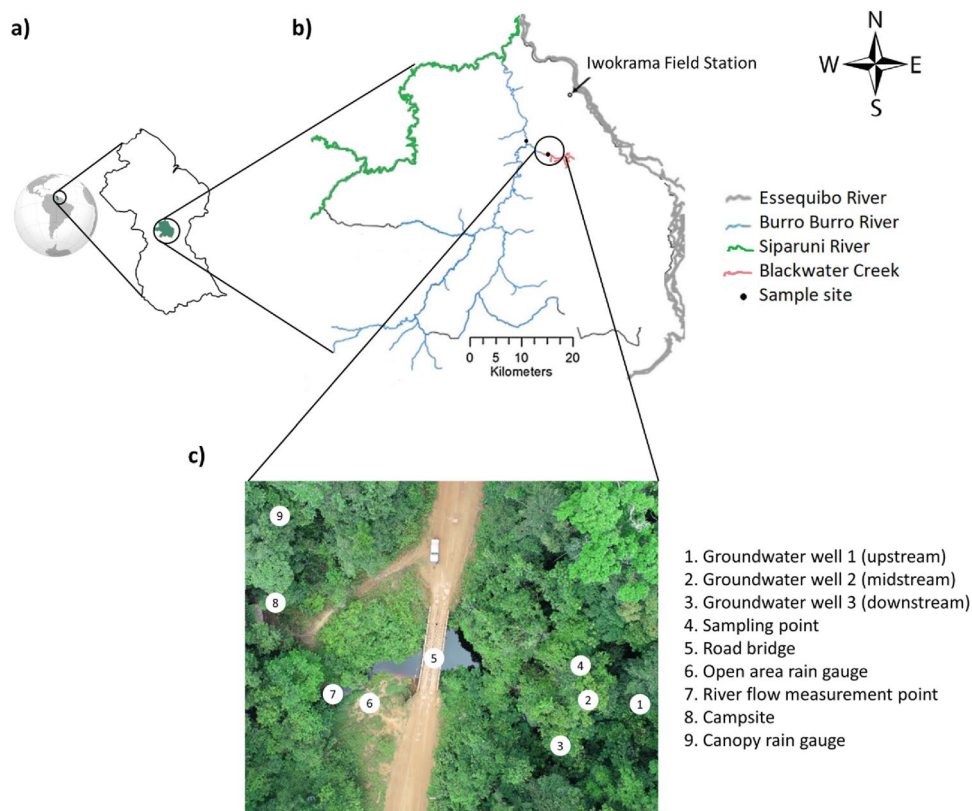 a)
b)
Iwokrama Field Station
N
W
E
S
Essequibo River
Burro Burro River
Siparuni River
Blackwater Creek
Sample site
0 5 10 20
Kilometers
c)
9
8
5
7
6
4
2
1
3
1. Groundwater well 1 (upstream)
2. Groundwater well 2 (midstream)
3. Groundwater well 3 (downstream)
4. Sampling point
5. Road bridge
6. Open area rain gauge
7. River flow measurement point
8. Campsite
9. Canopy rain gauge